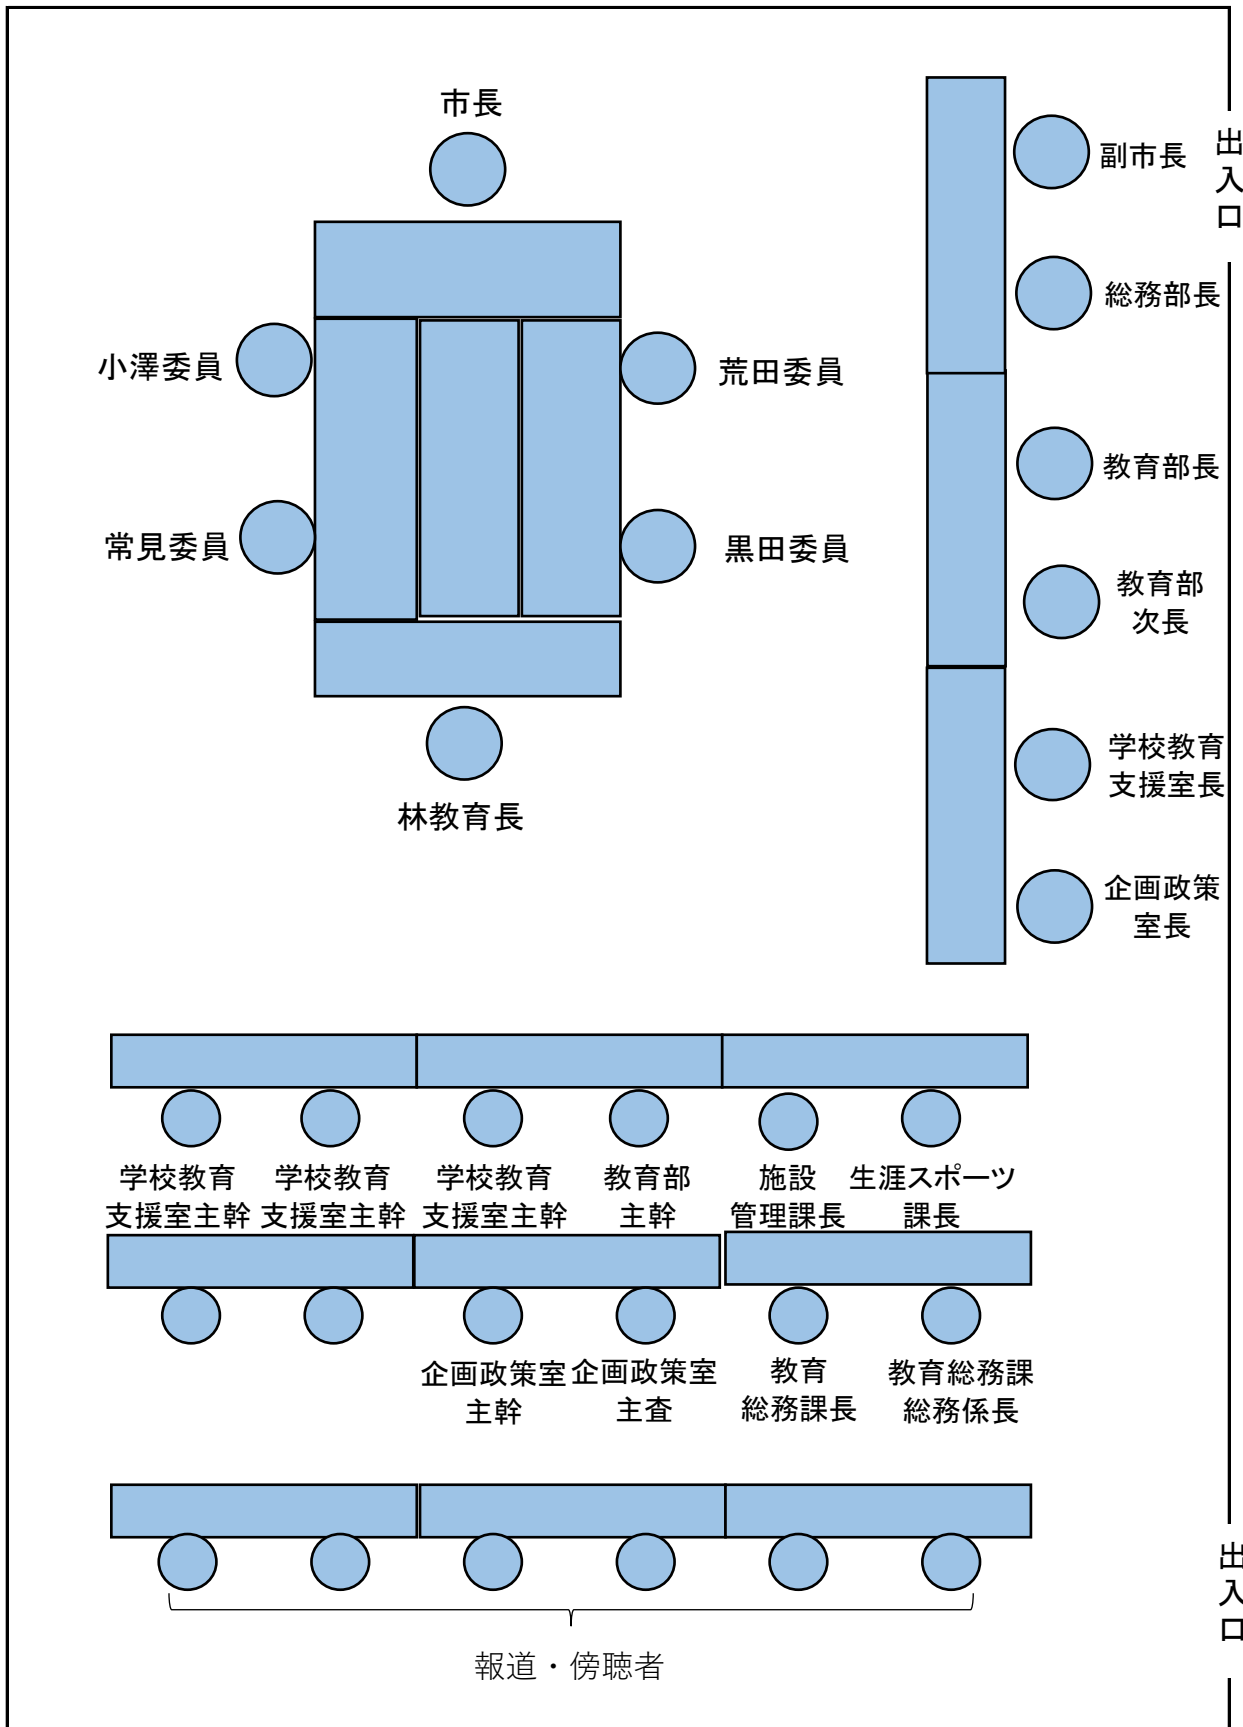 市長
副市長
出入口
総務部長
小澤委員
荒田委員
教育部長
常見委員
黒田委員
教育部
次長
学校教育
支援室長
林教育長
企画政策
室長
学校教育
支援室主幹
学校教育
支援室主幹
学校教育
支援室主幹
教育部
主幹
施設
管理課長
生涯スポーツ
課長
企画政策室
主幹
企画政策室
主査
教育
総務課長
教育総務課
総務係長
出入口
報道・傍聴者